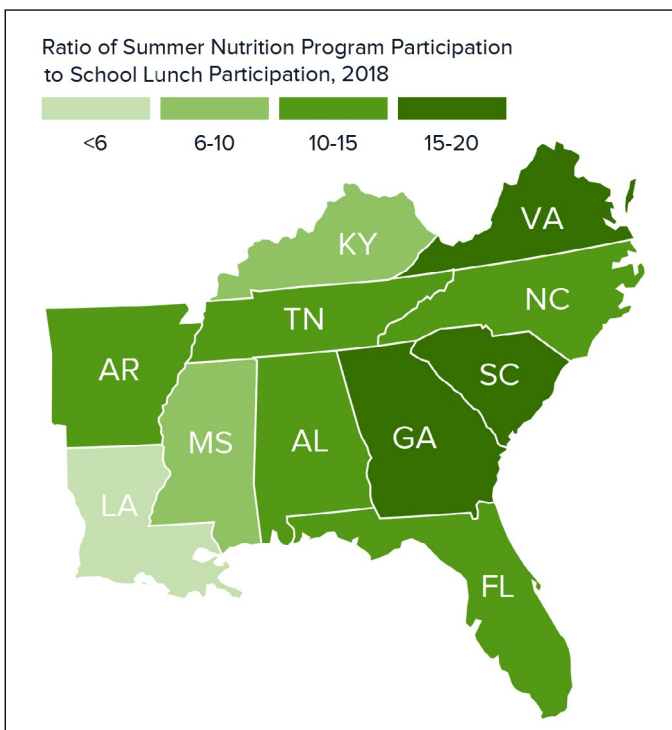 Ratio of Summer Nutrition Program Participation
to School Lunch Participation, 2018
<6 6-10 10-15 15-20
VA
KY
NC
TN
AR
SC
MS AL GA
LA
FL